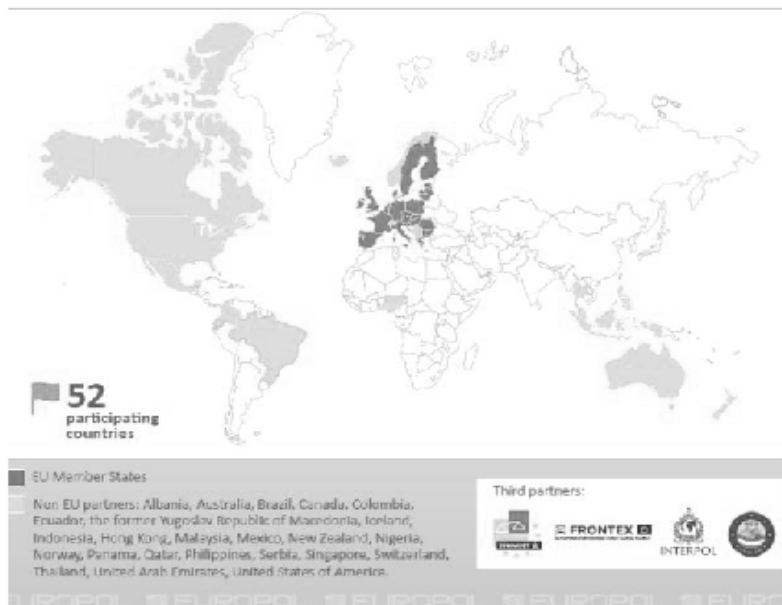 52
participating
countries
EU Member States
Non EU partners: Albania, Australia, Brazil, Canada, Colombia,
Ecuador, the former Yugoslav Republic of Macedonia, Iceland,
Indonesia, Hong Kong, Malaysia, Mexico, New Zealand, Nigeria,
Norway, Panama, Qatar, Philippines, Serbia, Singapore, Switzerland,
Thailand, United Arab Emirates, United States of America.
Third partners:
FRONTEX
INTERPOL
EUROPOL EUROPOL EUROPOL EUROPOL